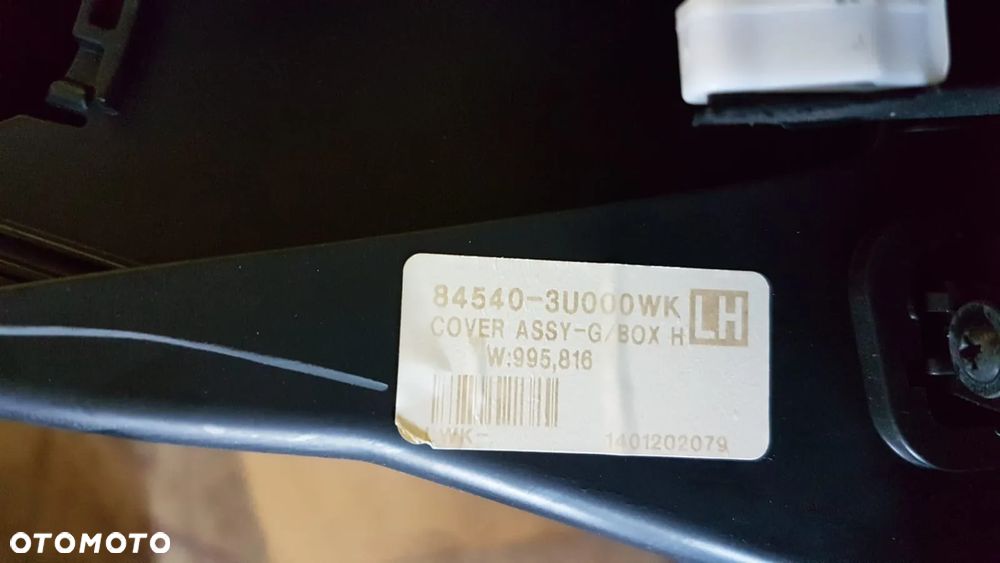 84540-3U000WK
LH
COVER ASSY-G/BOX H
W:995,816
WK-
1401202079
OTOMOTO